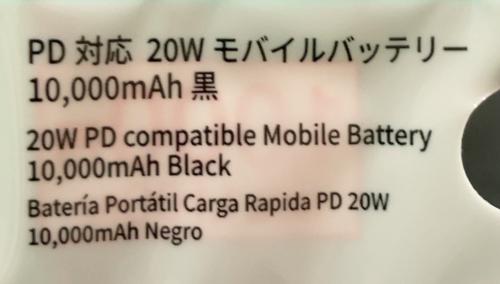 PD 対応 20W モバイルバッテリー
10,000mAh 黒
20W PD compatible Mobile Battery
10,000mAh Black
Batería Portátil Carga Rapida PD 20W
10,000mAh Negro